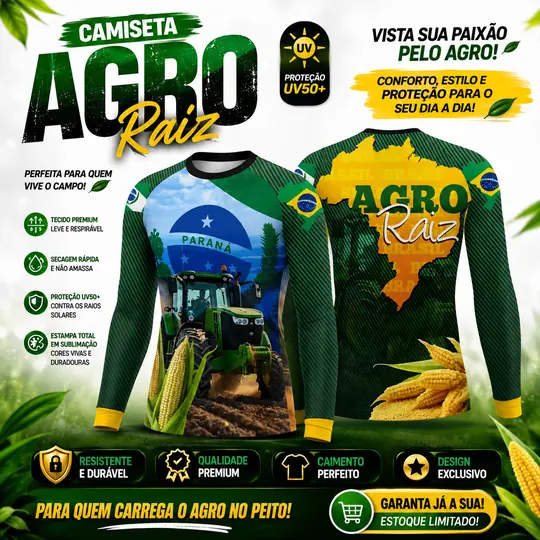 CAMISETA
AGRO
Raiz
UV
PROTEÇÃO
UV50+
VISTA SUA PAIXÃO
PELO AGRO!
CONFORTO, ESTILO E
PROTEÇÃO PARA O
SEU DIA A DIA!
PERFEITA PARA QUEM
VIVE O CAMPO!
TECIDO PREMIUM
LEVE E RESPIRÁVEL
SECAGEM RÁPIDA
E NÃO AMASSA
PROTEÇÃO UV50+
CONTRA OS RAIOS
SOLARES
ESTAMPA TOTAL
EM SUBLIMAÇÃO
CORES VIVAS E
DURADOURAS
PARANÁ
AGRO
Raiz
BRASIL
RESISTENTE
E DURÁVEL
QUALIDADE
PREMIUM
CAIMENTO
PERFEITO
DESIGN
EXCLUSIVO
PARA QUEM CARREGA O AGRO NO PEITO!
GARANTA JÁ A SUA!
ESTOQUE LIMITADO!